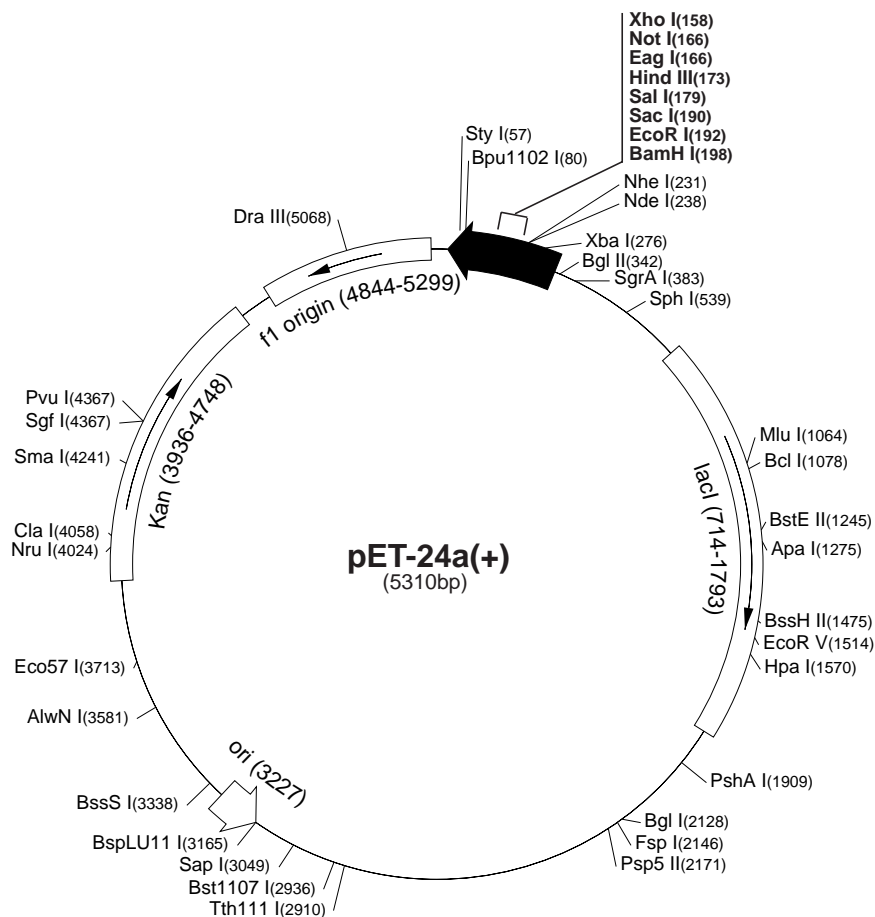 Xho I(158)
Not I(166)
Eag I(166)
Hind III(173)
Sal I(179)
Sac I(190)
EcoR I(192)
BamH I(198)
Sty I(57)
Bpu1102 I(80)
Nhe I(231)
Nde I(238)
Xba I(276)
Bgl II(342)
SgrA I(383)
Sph I(539)
Dra III(5068)
f1 origin (4844-5299)
Pvu I(4367)
Sgf I(4367)
Sma I(4241)
Kan (3936-4748)
Cla I(4058)
Nru I(4024)
lacI (714-1793)
Mlu I(1064)
Bcl I(1078)
BstE II(1245)
Apa I(1275)
pET-24a(+)
(5310bp)
BssH II(1475)
EcoR V(1514)
Hpa I(1570)
Eco57 I(3713)
AlwN I(3581)
ori (3227)
BssS I(3338)
BspLU11 I(3165)
Sap I(3049)
Bst1107 I(2936)
Tth111 I(2910)
PshA I(1909)
Bgl I(2128)
Fsp I(2146)
Psp5 II(2171)